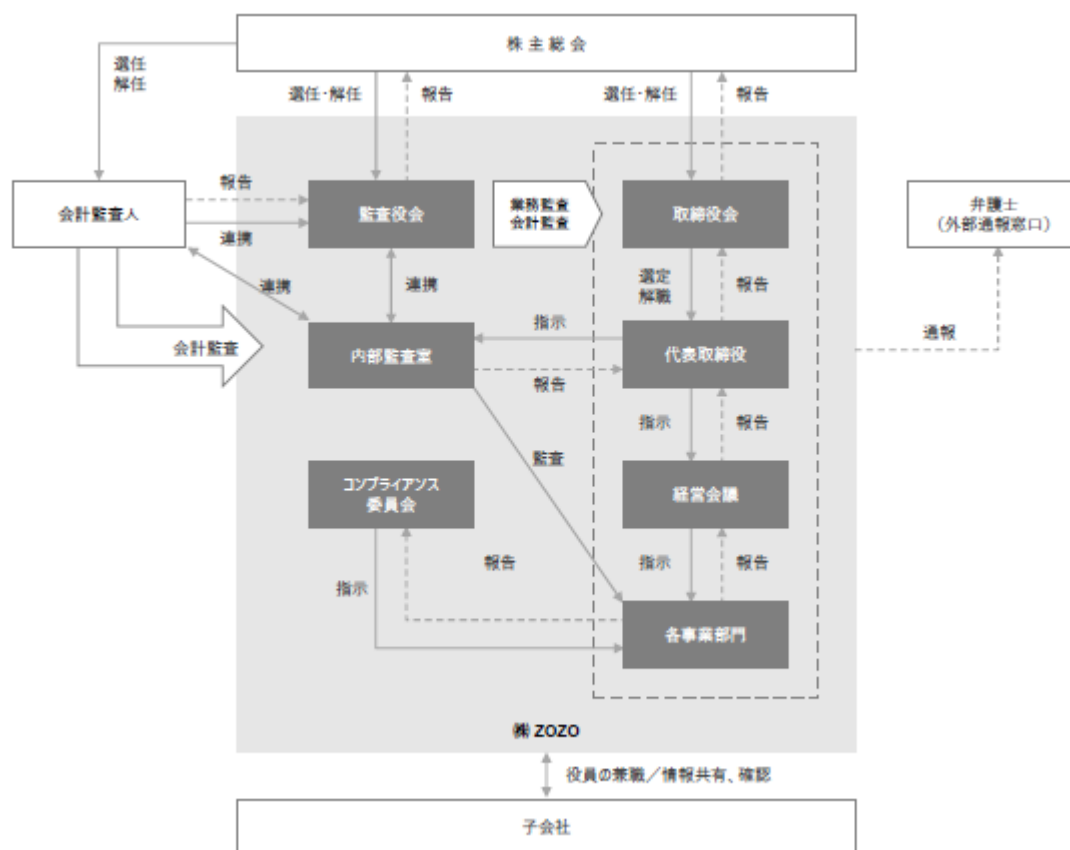 株主総会
選任
解任
選任・解任
報告
選任・解任
報告
会計監査人
報告
連携
監査役会
業務監査
会計監査
取締役会
弁護士
（外部通報窓口）
連携
連携
選定
解職
報告
会計監査
内部監査室
指示
報告
代表取締役
通報
監査
指示
報告
コンプライアンス
委員会
経営会議
指示
報告
指示
報告
各事業部門
㈱ ZOZO
役員の兼職／情報共有、確認
子会社